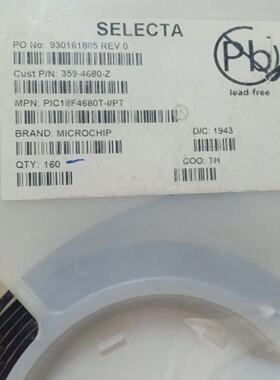 SELECTA
PO No: 930161805 REV 0
Pb
lead-free
Cust P/N: 359-4680-Z
MPN: PIC18F4680T-I/PT
BRAND: MICROCHIP
D/C: 1943
QTY: 160
COO: TH